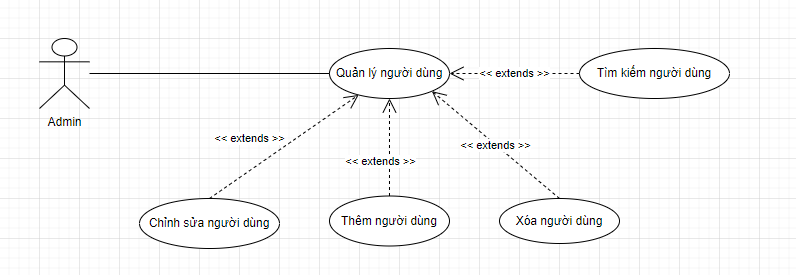 Quản lý người dùng
<< extends >>
Tìm kiếm người dùng
Admin
<< extends >>
<< extends >>
<< extends >>
Chỉnh sửa người dùng
Thêm người dùng
Xóa người dùng